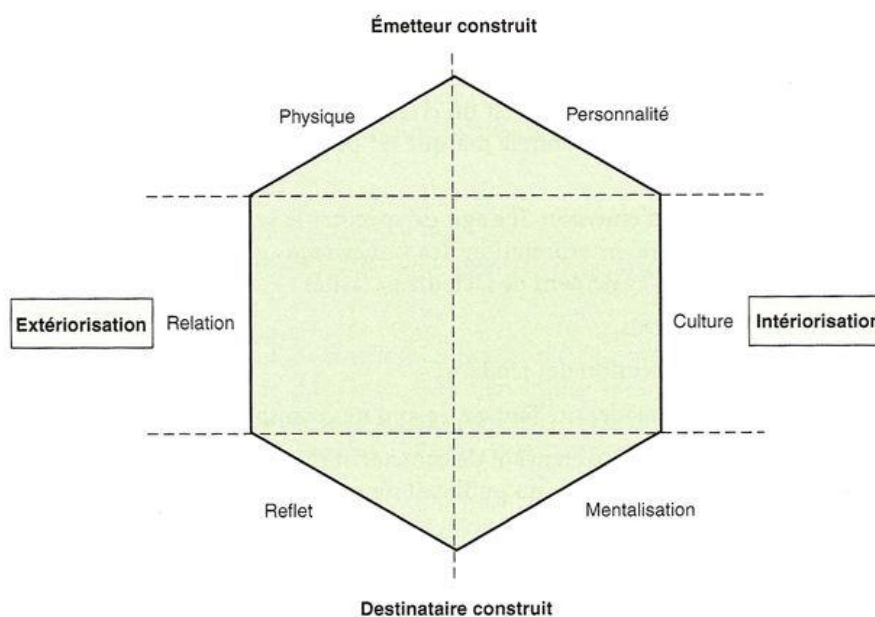 Émetteur construit
Physique
Personnalité
Extériorisation
Relation
Culture
Intériorisation
Reflet
Mentalisation
Destinataire construit